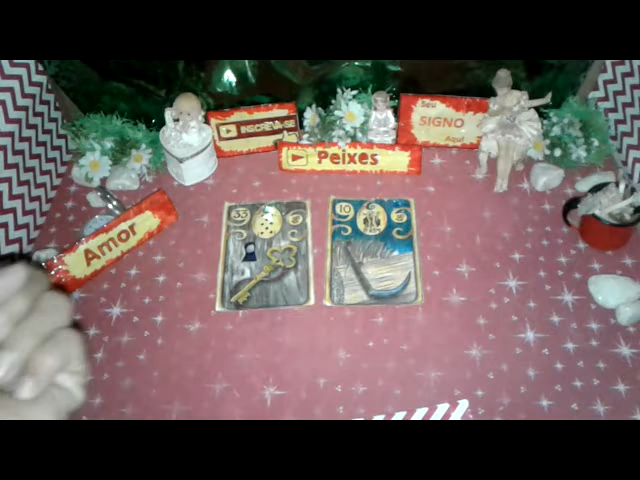 INSCREVA-SE
Seu
SIGNO
Aqui
Peixes
Amor
33
10